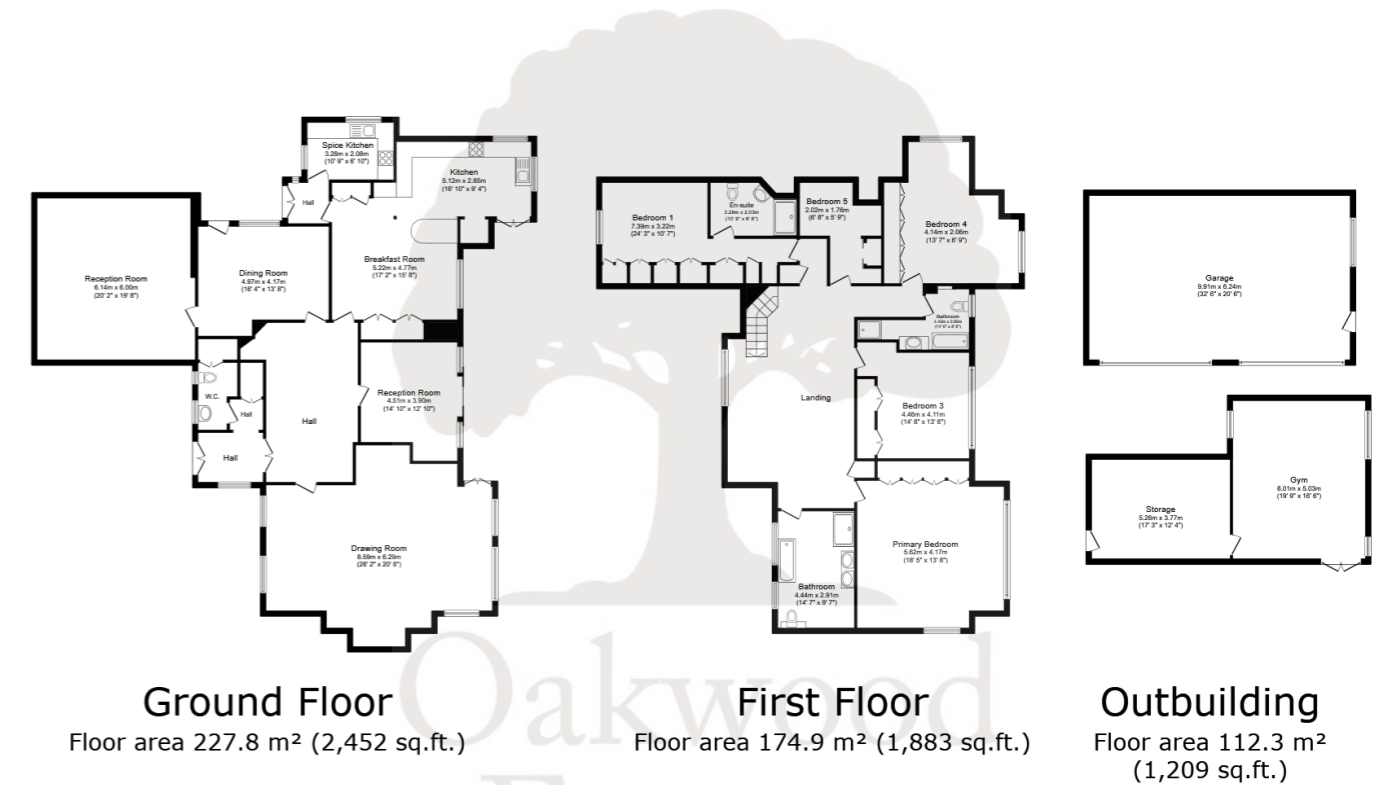 Spice Kitchen
3.28m x 2.08m
(10' 9" x 6' 10")
Kitchen
5.12m x 2.85m
(16' 10" x 9' 4")
Hall
Reception Room
6.14m x 6.00m
(20' 2" x 19' 8")
Dining Room
4.97m x 4.17m
(16' 4" x 13' 8")
Breakfast Room
5.22m x 4.77m
(17' 2" x 15' 8")
W.C.
Hall
Hall
Hall
Reception Room
4.51m x 3.90m
(14' 10" x 12' 10")
Drawing Room
8.59m x 6.29m
(28' 2" x 20' 8")
Ground Floor
Floor area 227.8 m² (2,452 sq.ft.)
Bedroom 1
7.39m x 3.22m
(24' 3" x 10' 7")
En-suite
3.28m x 2.03m
(10' 9" x 6' 8")
Bedroom 5
2.02m x 1.76m
(6' 8" x 5' 9")
Bedroom 4
4.14m x 2.06m
(13' 7" x 6' 9")
Bathroom
Landing
Bedroom 3
4.46m x 4.11m
(14' 8" x 13' 6")
Primary Bedroom
5.62m x 4.17m
(18' 5" x 13' 8")
Bathroom
4.44m x 2.91m
(14' 7" x 9' 7")
First Floor
Floor area 174.9 m² (1,883 sq.ft.)
Garage
9.91m x 6.24m
(32' 6" x 20' 6")
Gym
6.01m x 5.03m
(19' 9" x 16' 6")
Storage
5.26m x 3.77m
(17' 3" x 12' 4")
Outbuilding
Floor area 112.3 m²
(1,209 sq.ft.)
Oakwood